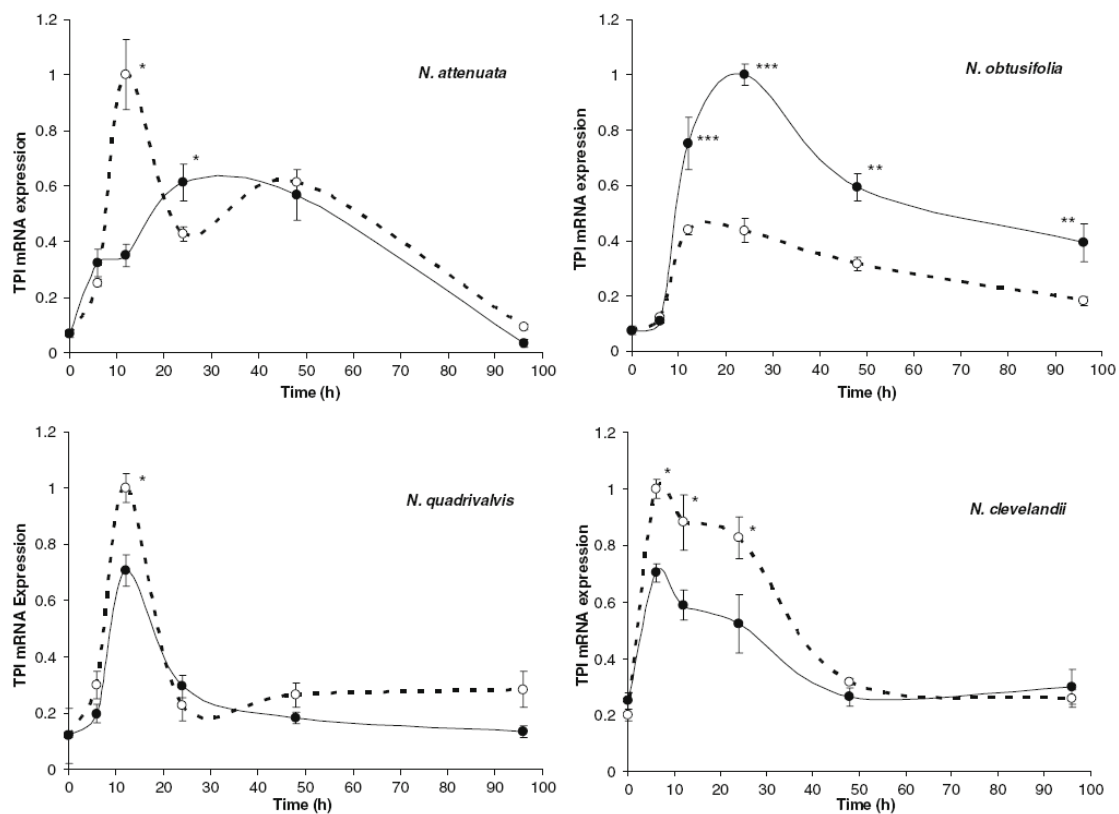 1.2
1
0.8
0.6
0.4
0.2
0
TPI mRNA expression
N. attenuata
*
*
0 10 20 30 40 50 60 70 80 90 100
Time (h)
1.2
1
0.8
0.6
0.4
0.2
0
TPI mRNA expression
N. obtusifolia
***
***
**
**
0 10 20 30 40 50 60 70 80 90 100
Time (h)
1.2
1
0.8
0.6
0.4
0.2
0
TPI mRNA Expression
N. quadrivalvis
*
0 10 20 30 40 50 60 70 80 90 100
Time (h)
1.2
1
0.8
0.6
0.4
0.2
0
TPI mRNA expression
N. clevelandii
*
*
*
0 10 20 30 40 50 60 70 80 90 100
Time (h)